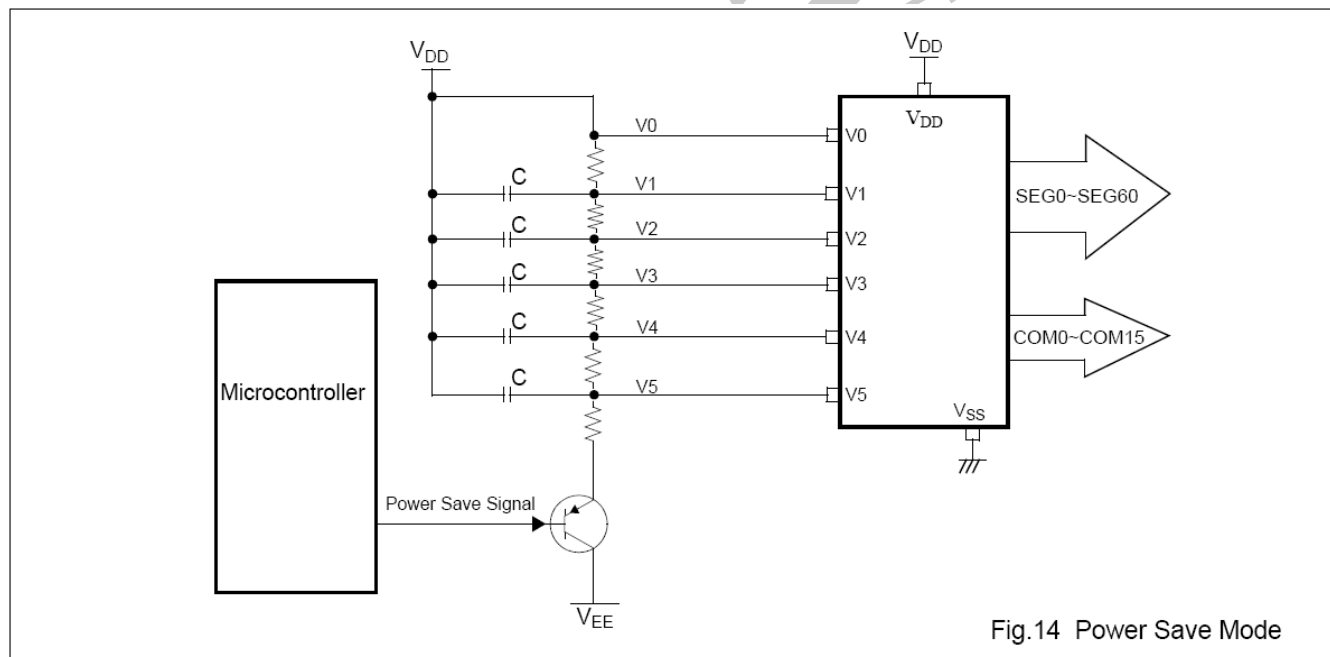 VDD
VDD
VDD
V0
V0
C
V1
V1
SEG0~SEG60
C
V2
V2
C
V3
V3
C
V4
V4
COM0~COM15
C
V5
V5
Microcontroller
VSS
Power Save Signal
VEE
Fig.14 Power Save Mode